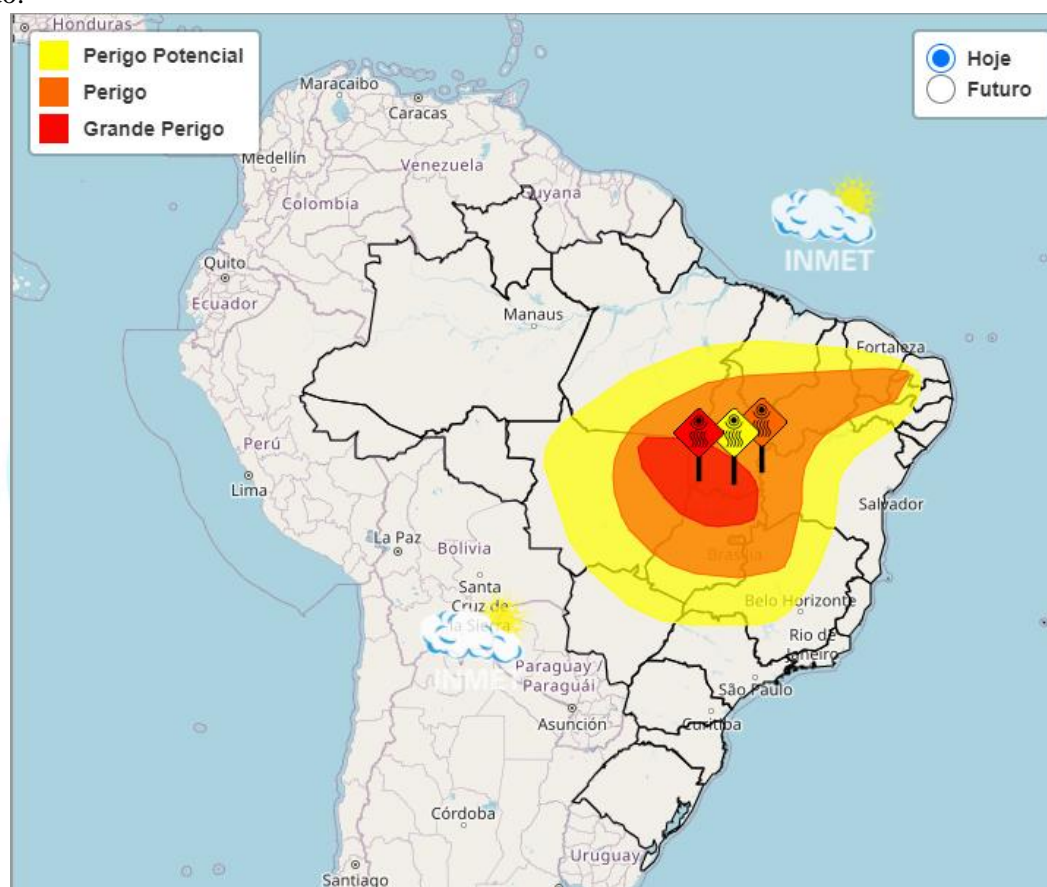 Honduras
Perigo Potencial
Perigo
Grande Perigo
Hoje
Futuro
Maracaibo
Caracas
Medellín
Venezuela
Guyana
Colombia
INMET
Quito
Ecuador
Manaus
Fortaleza
Perú
Lima
Salvador
La Paz
Bolivia
Brasília
Santa
Cruz de
la Sierra
Belo Horizonte
Rio de
Janeiro
INMET
Paraguay /
Paraguái
São Paulo
Asunción
Curitiba
Córdoba
Uruguay
Santiago